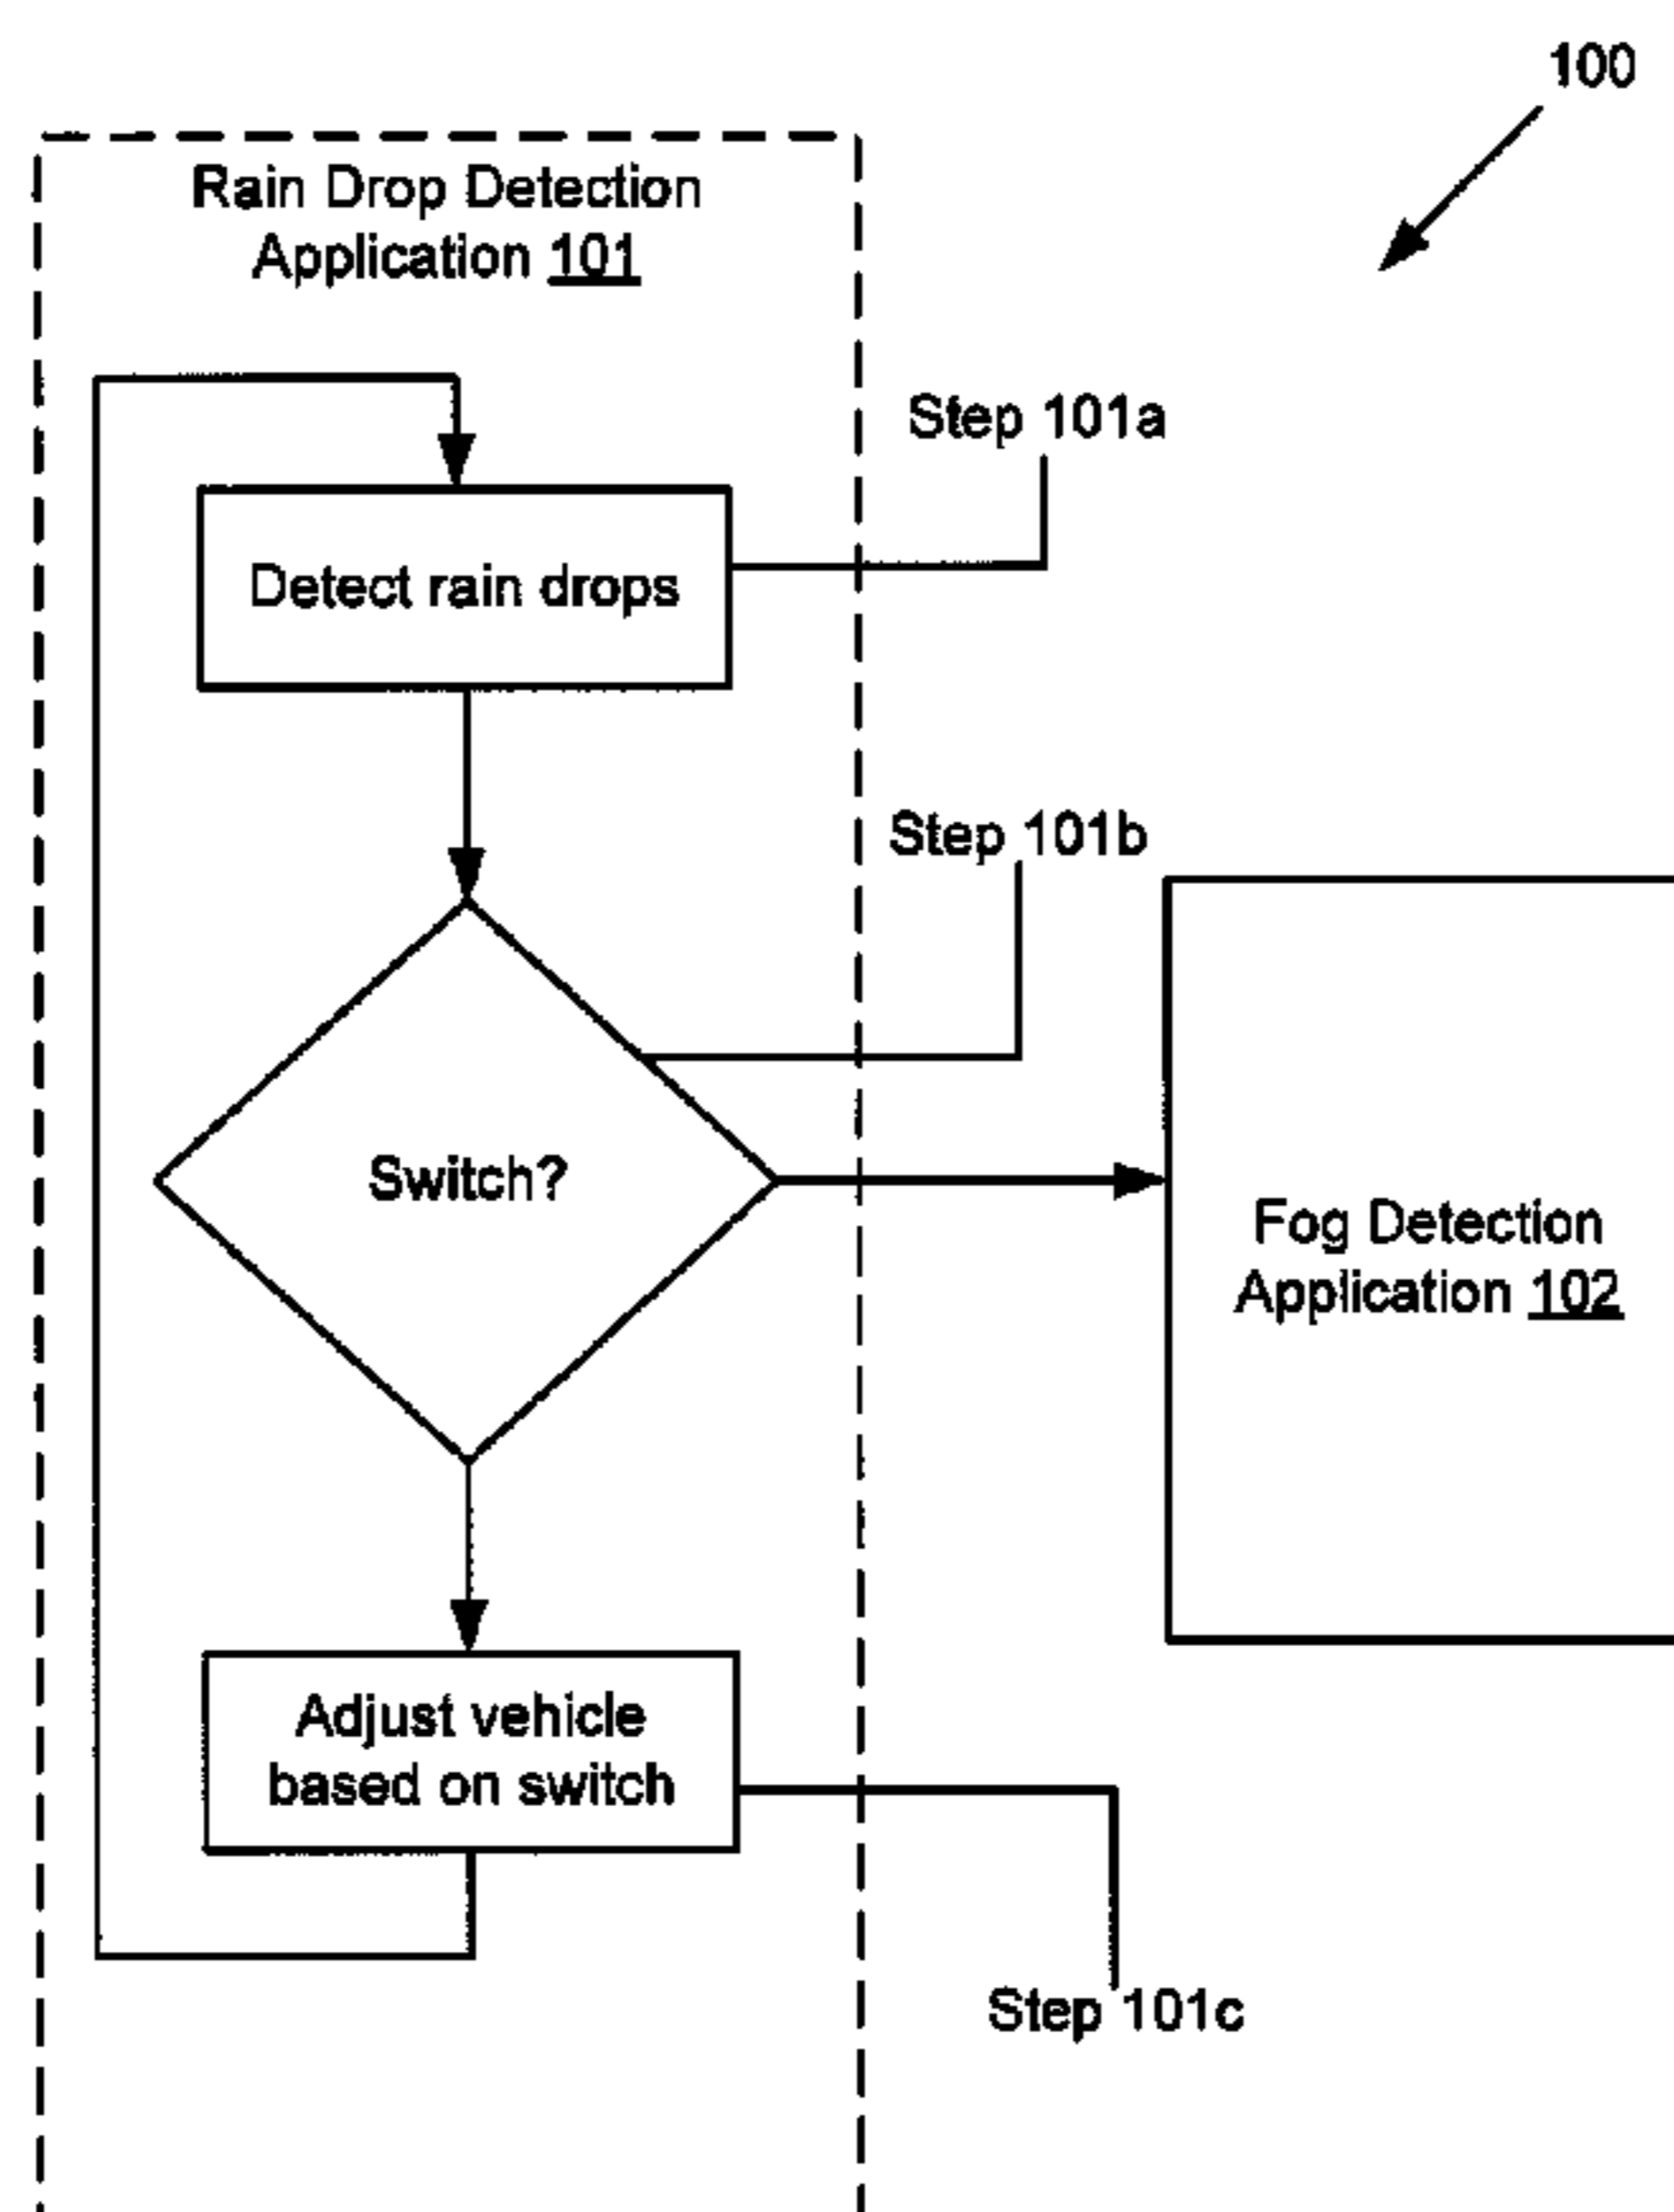 100
Rain Drop Detection
Application 101
Step 101a
Detect rain drops
Step 101b
Switch?
Fog Detection
Application 102
Adjust vehicle
based on switch
Step 101c